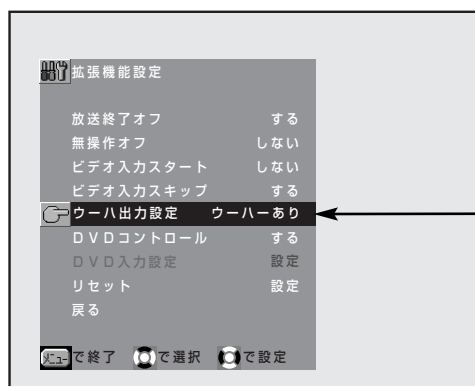 拡張機能設定
放送終了オフ する
無操作オフ しない
ビデオ入力スタート しない
ビデオ入力スキップ する
ウーハ出力設定 ウーハーあり
DVDコントロール する
DVD入力設定 設定
リセット 設定
戻る
メニューで終了 で選択 で設定